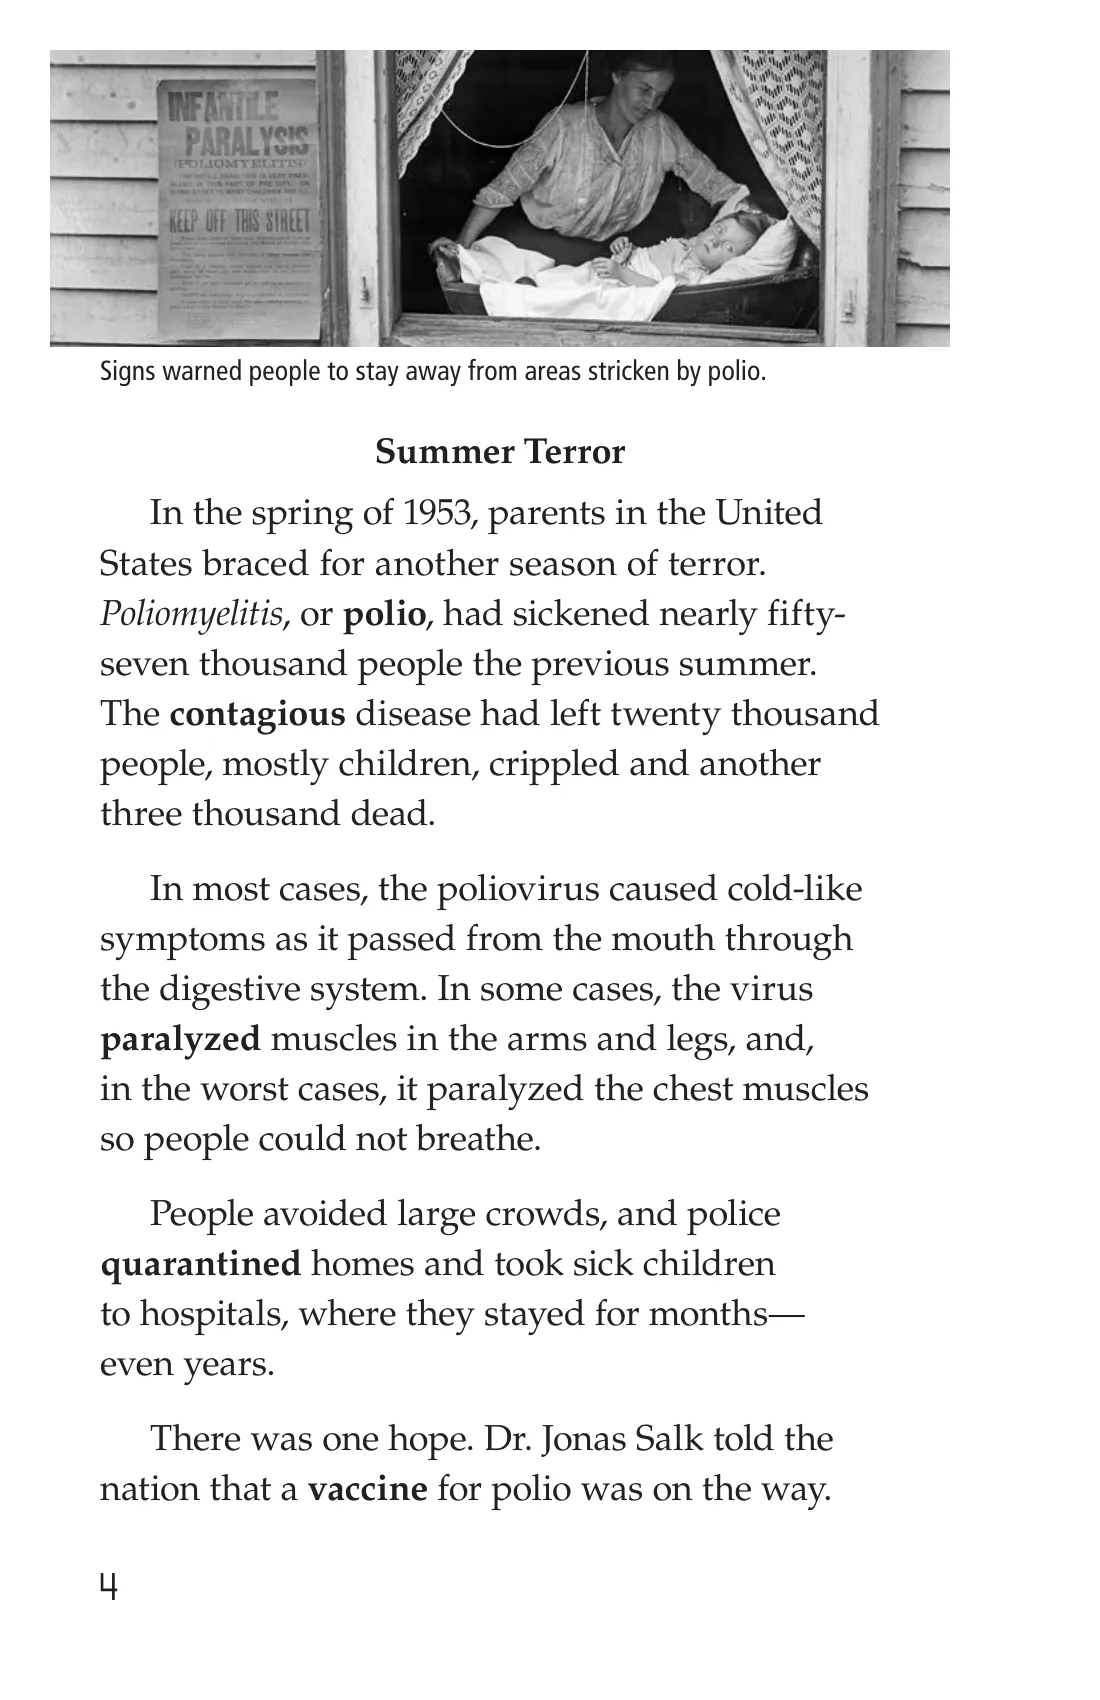 INFANTILE
PARALYSIS
(POLIOMYELITIS)
KEEP OFF THIS STREET
Signs warned people to stay away from areas stricken by polio.
Summer Terror
In the spring of 1953, parents in the United
States braced for another season of terror.
Poliomyelitis, or polio, had sickened nearly fifty-
seven thousand people the previous summer.
The contagious disease had left twenty thousand
people, mostly children, crippled and another
three thousand dead.
In most cases, the poliovirus caused cold-like
symptoms as it passed from the mouth through
the digestive system. In some cases, the virus
paralyzed muscles in the arms and legs, and,
in the worst cases, it paralyzed the chest muscles
so people could not breathe.
People avoided large crowds, and police
quarantined homes and took sick children
to hospitals, where they stayed for months—
even years.
There was one hope. Dr. Jonas Salk told the
nation that a vaccine for polio was on the way.
4